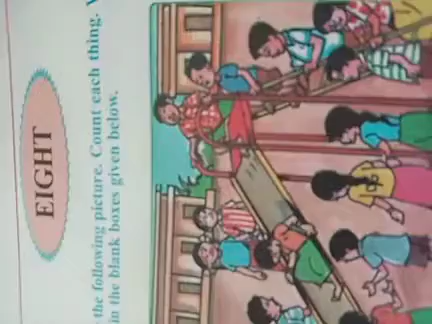 EIGHT
the following picture. Count each thing.
in the blank boxes given below.